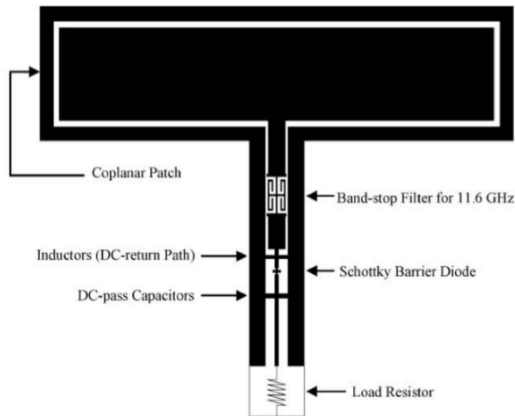 Coplanar Patch
Band-stop Filter for 11.6 GHz
Inductors (DC-return Path)
Schottky Barrier Diode
DC-pass Capacitors
Load Resistor